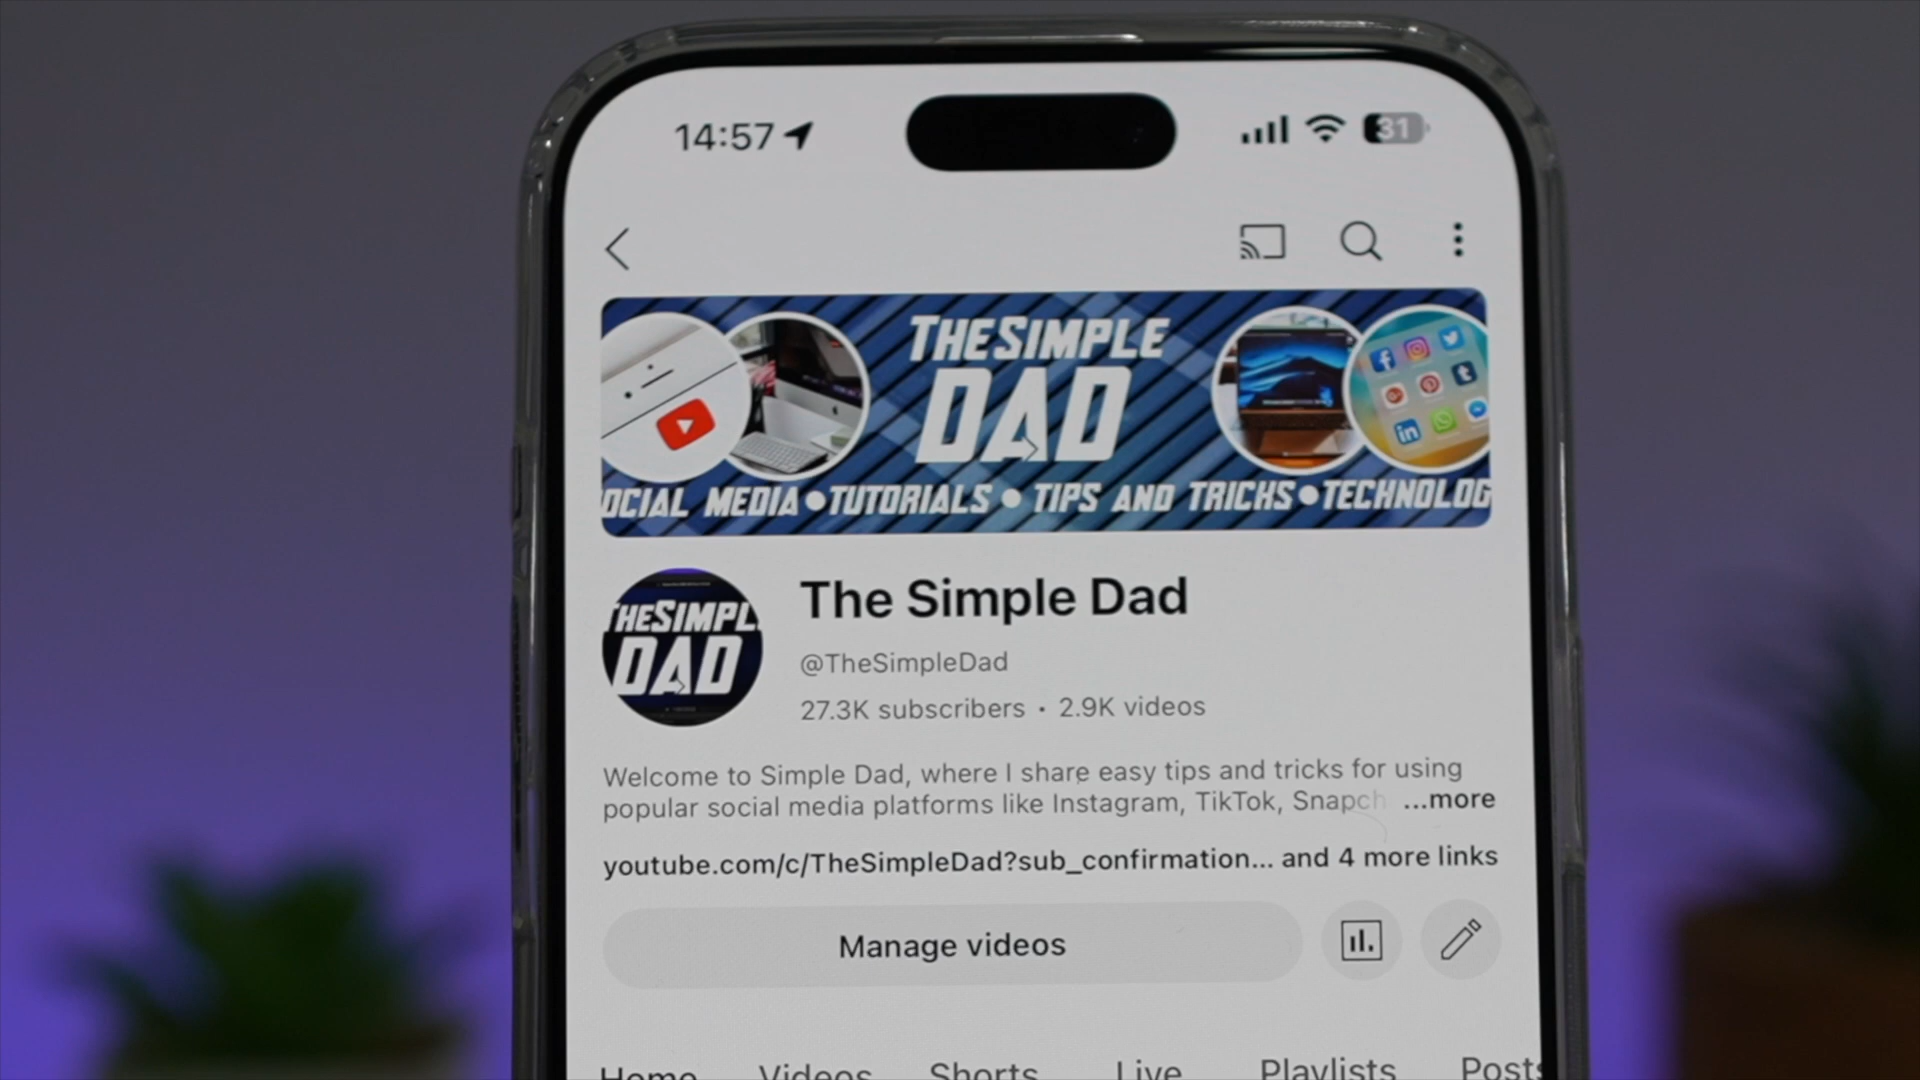 14:57
31
THESIMPLE
DAD
OCIAL MEDIA●TUTORIALS ● TIPS AND TRICKS●TECHNOLOG
THESIMPL
DAD
The Simple Dad
@TheSimpleDad
27.3K subscribers • 2.9K videos
Welcome to Simple Dad, where I share easy tips and tricks for using
popular social media platforms like Instagram, TikTok, Snapch ...more
youtube.com/c/TheSimpleDad?sub_confirmation... and 4 more links
Manage videos
Home Videos Shorts Live Playlists Posts